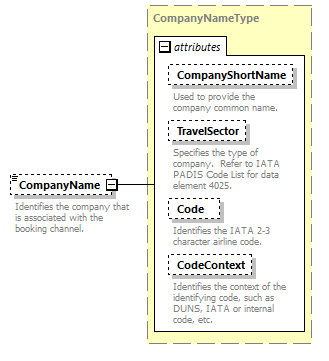 CompanyNameType
attributes
CompanyShortName
Used to provide the
company common name.
TravelSector
Specifies the type of
company.  Refer to IATA
PADIS Code List for data
element 4025.
CompanyName
Identifies the company that
is associated with the
booking channel.
Code
Identifies the IATA 2-3
character airline code.
CodeContext
Identifies the context of the
identifying code, such as
DUNS, IATA or internal
code, etc.